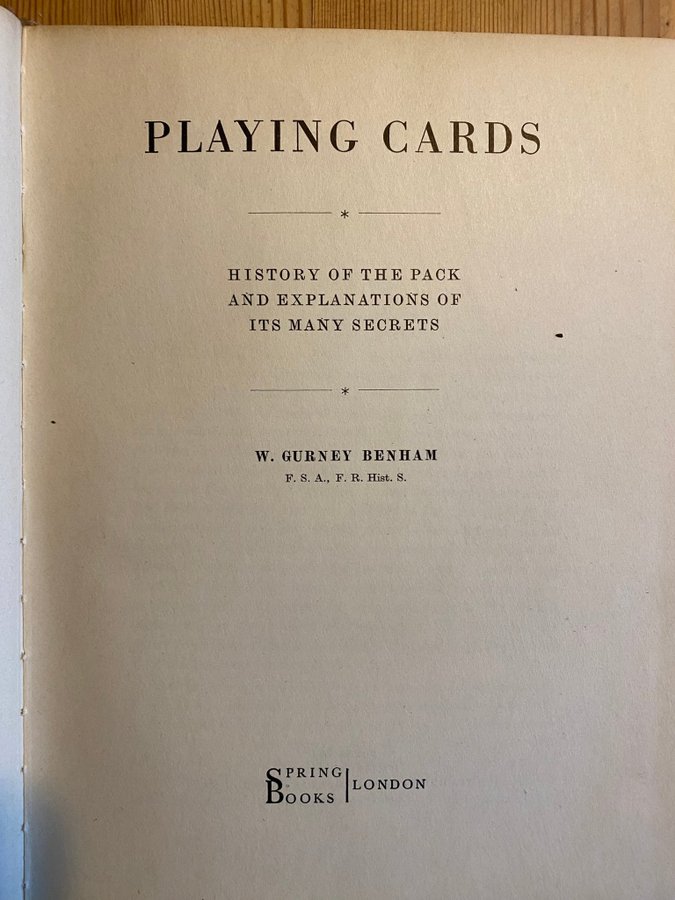 PLAYING CARDS
*
HISTORY OF THE PACK
AND EXPLANATIONS OF
ITS MANY SECRETS
*
W. GURNEY BENHAM
F. S. A., F. R. Hist. S.
SPRING
BOOKS
LONDON